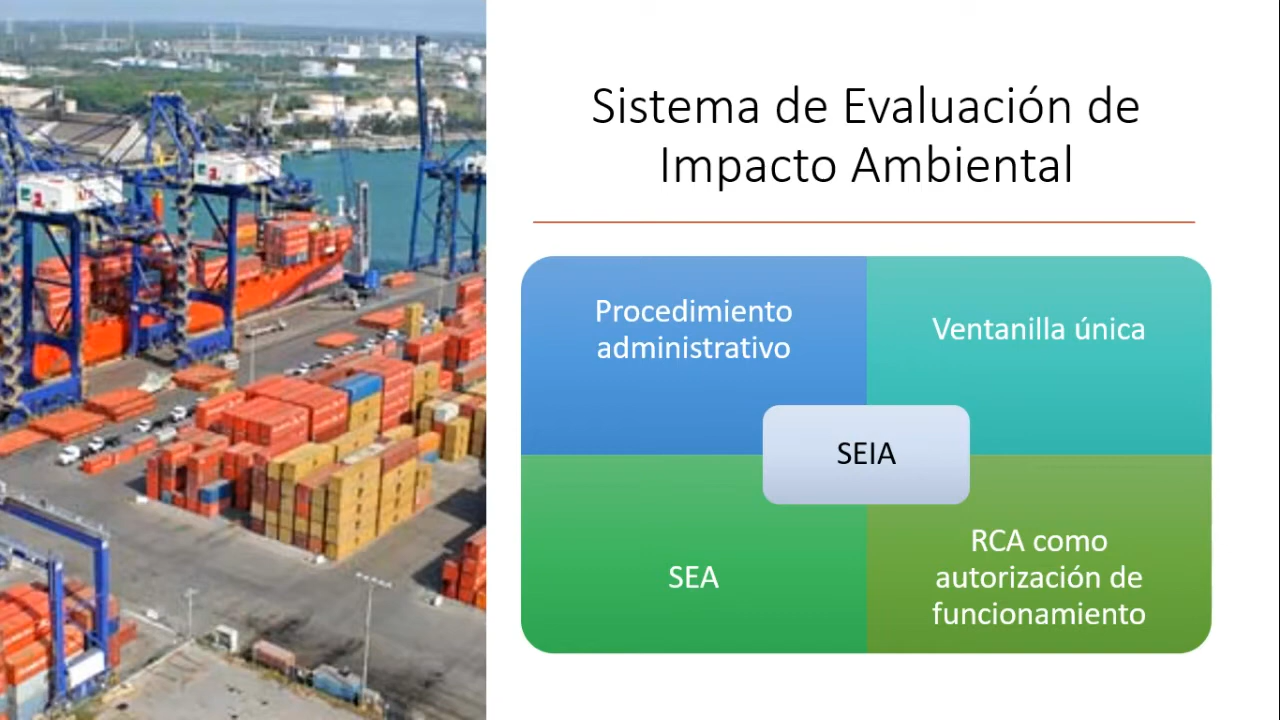 Sistema de Evaluación de
Impacto Ambiental
Procedimiento
administrativo
Ventanilla única
SEIA
SEA
RCA como
autorización de
funcionamiento